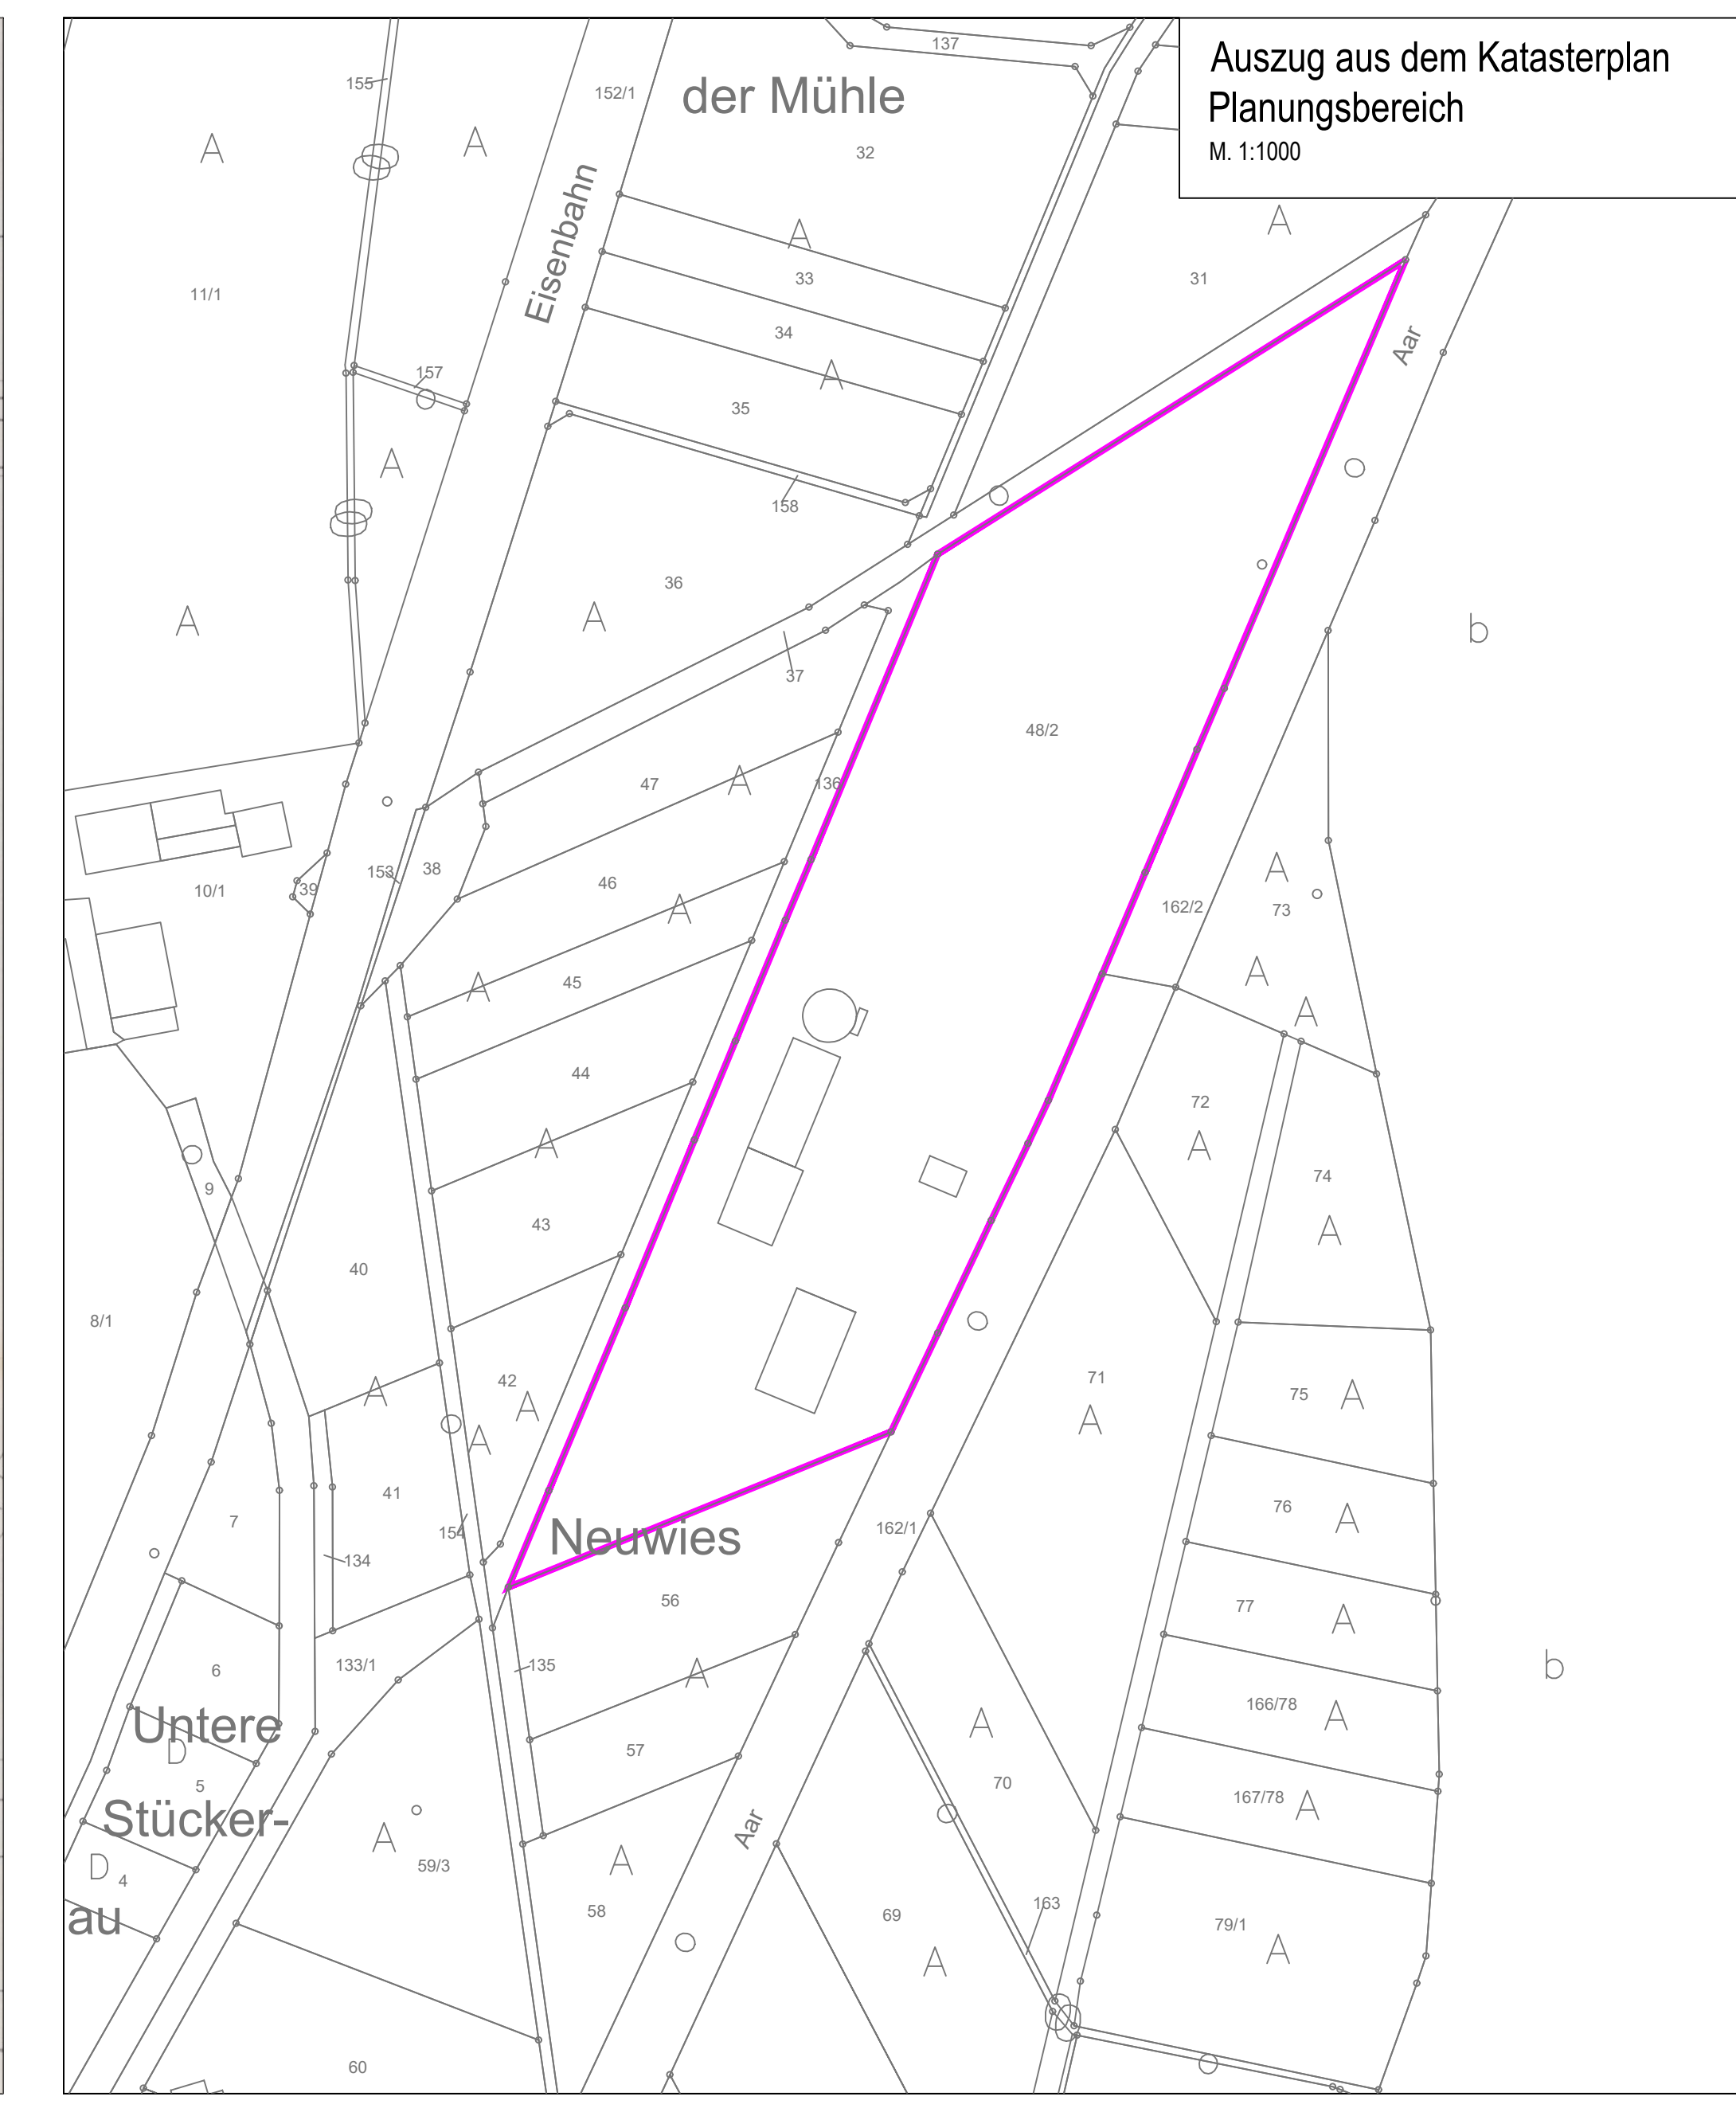 Auszug aus dem Katasterplan
Planungsbereich
M. 1:1000
137
155
152/1
der Mühle
A
A
32
Eisenbahn
A
A
33
31
11/1
34
Aar
157
A
35
A
158
36
A
A
b
37
48/2
47
A
136
153
38
A
46
10/1
39
A
162/2
73
A
45
A
A
44
72
A
A
74
9
43
A
40
8/1
42
71
A
A
75
A
A
A
41
76
A
154
Neuwies
162/1
7
134
56
77
A
133/1
135
A
b
6
166/78
A
Untere
A
D
57
70
5
167/78
A
Stücker-
Aar
A
A
D
59/3
4
163
58
69
79/1
au
A
A
60